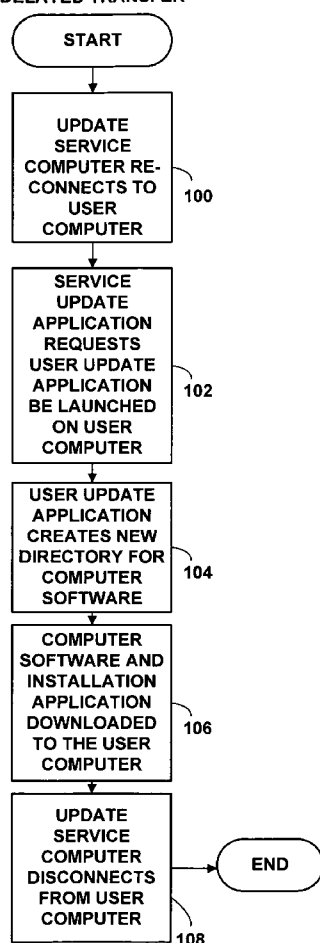 DELAYED TRANSFER
START
UPDATE
SERVICE
COMPUTER RE-
CONNECTS TO
USER
COMPUTER
100
SERVICE
UPDATE
APPLICATION
REQUESTS
USER UPDATE
APPLICATION
BE LAUNCHED
ON USER
COMPUTER
102
USER UPDATE
APPLICATION
CREATES NEW
DIRECTORY FOR
COMPUTER
SOFTWARE
104
COMPUTER
SOFTWARE AND
INSTALLATION
APPLICATION
DOWNLOADED
TO THE USER
COMPUTER
106
UPDATE
SERVICE
COMPUTER
DISCONNECTS
FROM USER
COMPUTER
108
END